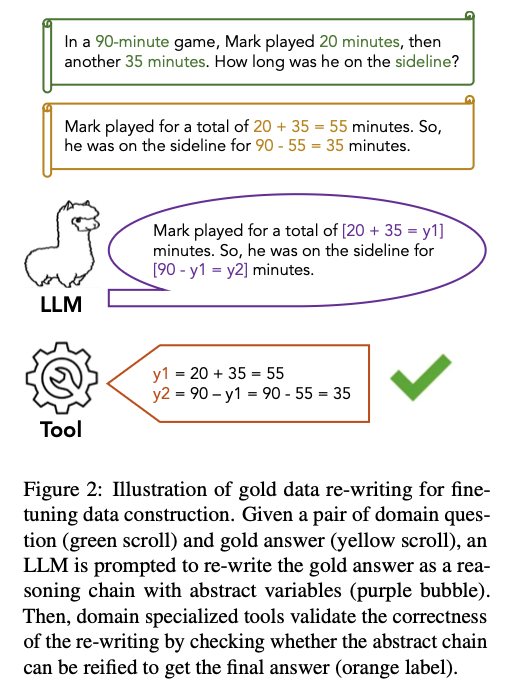 In a 90-minute game, Mark played 20 minutes, then
another 35 minutes. How long was he on the sideline?
Mark played for a total of 20 + 35 = 55 minutes. So,
he was on the sideline for 90 - 55 = 35 minutes.
Mark played for a total of [20 + 35 = y1]
minutes. So, he was on the sideline for
[90 - y1 = y2] minutes.
LLM
y1 = 20 + 35 = 55
y2 = 90 – y1 = 90 - 55 = 35
Tool
Figure 2: Illustration of gold data re-writing for fine-
tuning data construction. Given a pair of domain ques-
tion (green scroll) and gold answer (yellow scroll), an
LLM is prompted to re-write the gold answer as a rea-
soning chain with abstract variables (purple bubble).
Then, domain specialized tools validate the correctness
of the re-writing by checking whether the abstract chain
can be reified to get the final answer (orange label).